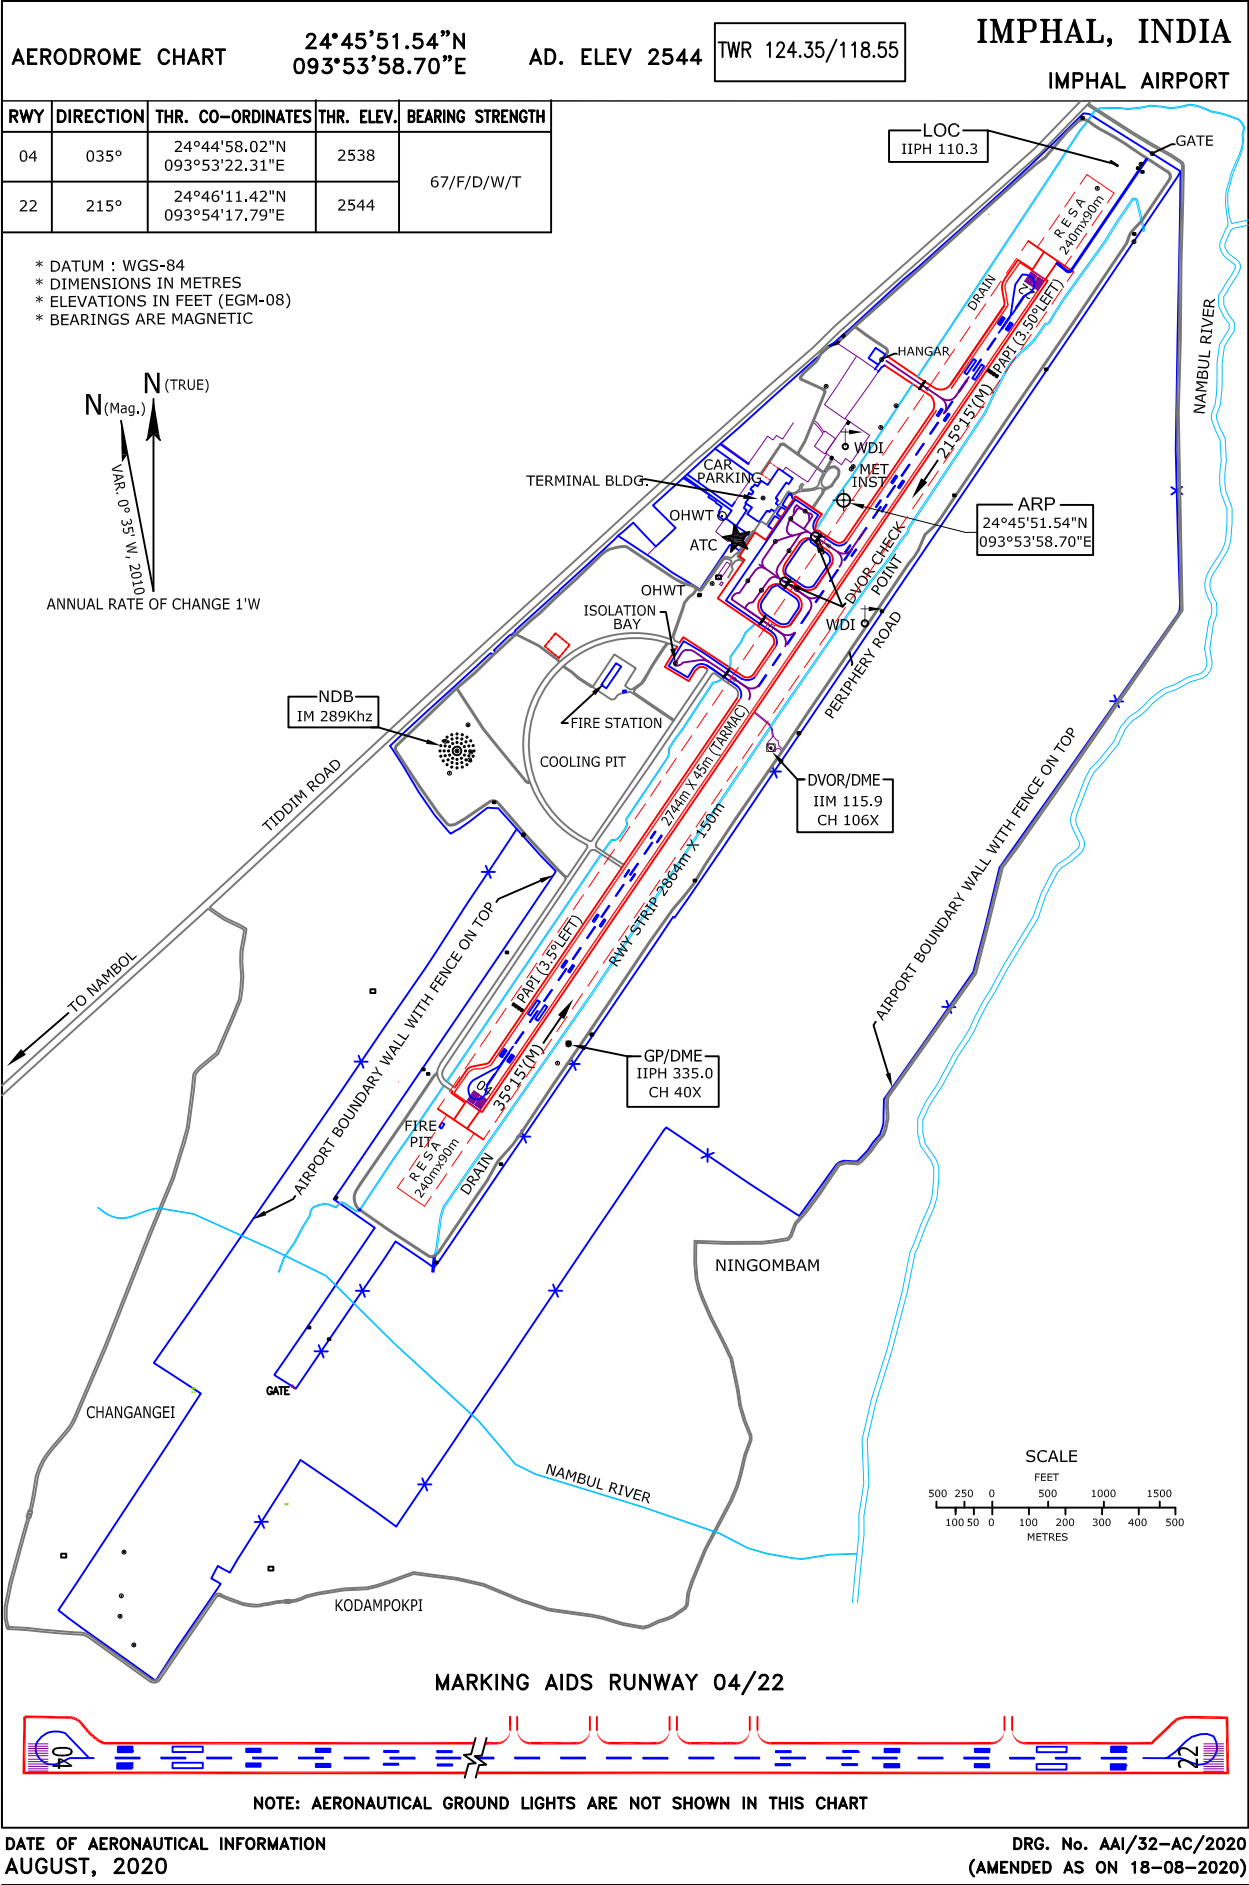 AERODROME CHART
24°45’51.54”N
093°53’58.70”E
AD. ELEV 2544
TWR 124.35/118.55
IMPHAL, INDIA
IMPHAL AIRPORT
RWY DIRECTION THR. CO-ORDINATES THR. ELEV. BEARING STRENGTH
04 035° 24°44'58.02"N 093°53'22.31"E 2538
67/F/D/W/T
22 215° 24°46'11.42"N 093°54'17.79"E 2544
* DATUM : WGS-84
* DIMENSIONS IN METRES
* ELEVATIONS IN FEET (EGM-08)
* BEARINGS ARE MAGNETIC
N (TRUE)
N (Mag.)
VAR. 0° 35' W, 2010
ANNUAL RATE OF CHANGE 1'W
LOC
IIPH 110.3
GATE
R E S A
240mx90m
DRAIN
22
PAPI (3.50°LEFT)
NAMBUL RIVER
HANGAR
215°15'(M)
WDI
MET
INST
CAR
PARKING
TERMINAL BLDG.
OHWT
ATC
ARP
24°45'51.54"N
093°53'58.70"E
DVOR CHECK
POINT
OHWT
ISOLATION
BAY
WDI
PERIPHERY ROAD
NDB
IM 289Khz
FIRE STATION
COOLING PIT
2744m X 45m (TARMAC)
TIDDIM ROAD
DVOR/DME
IIM 115.9
CH 106X
RWY STRIP 2864m X 150m
AIRPORT BOUNDARY WALL WITH FENCE ON TOP
TO NAMBOL
AIRPORT BOUNDARY WALL WITH FENCE ON TOP
PAPI (3.5°LEFT)
35°15'(M)
04
GP/DME
IIPH 335.0
CH 40X
FIRE
PIT
R E S A
240mx90m
DRAIN
NINGOMBAM
GATE
CHANGANGEI
NAMBUL RIVER
KODAMPOKPI
SCALE
FEET
500 250 0 500 1000 1500
100 50 0 100 200 300 400 500
METRES
MARKING AIDS RUNWAY 04/22
04
22
NOTE: AERONAUTICAL GROUND LIGHTS ARE NOT SHOWN IN THIS CHART
DATE OF AERONAUTICAL INFORMATION
AUGUST, 2020
DRG. No. AAI/32-AC/2020
(AMENDED AS ON 18-08-2020)